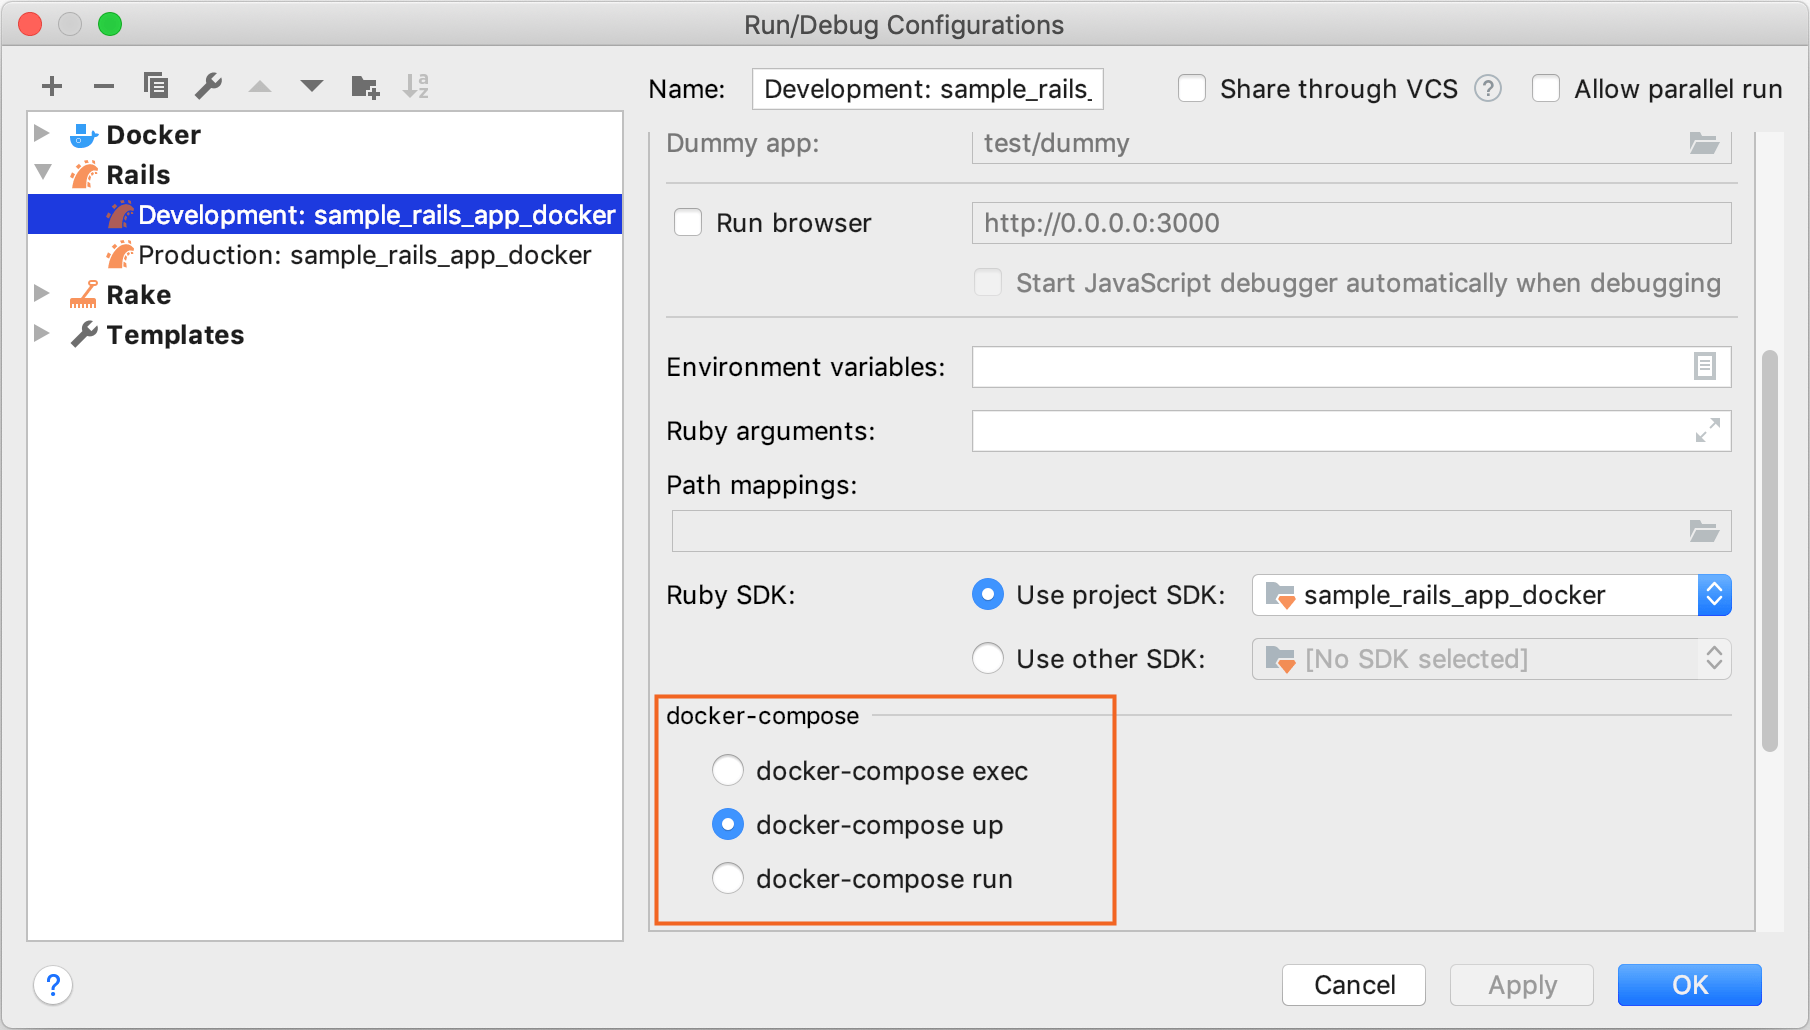 Run/Debug Configurations
Name: Development: sample_rails_ Share through VCS ? Allow parallel run
Docker
Rails
Development: sample_rails_app_docker
Production: sample_rails_app_docker
Rake
Templates
Dummy app: test/dummy
Run browser http://0.0.0.0:3000
Start JavaScript debugger automatically when debugging
Environment variables:
Ruby arguments:
Path mappings:
Ruby SDK: Use project SDK: sample_rails_app_docker
Use other SDK: [No SDK selected]
docker-compose
docker-compose exec
docker-compose up
docker-compose run
? Cancel Apply OK